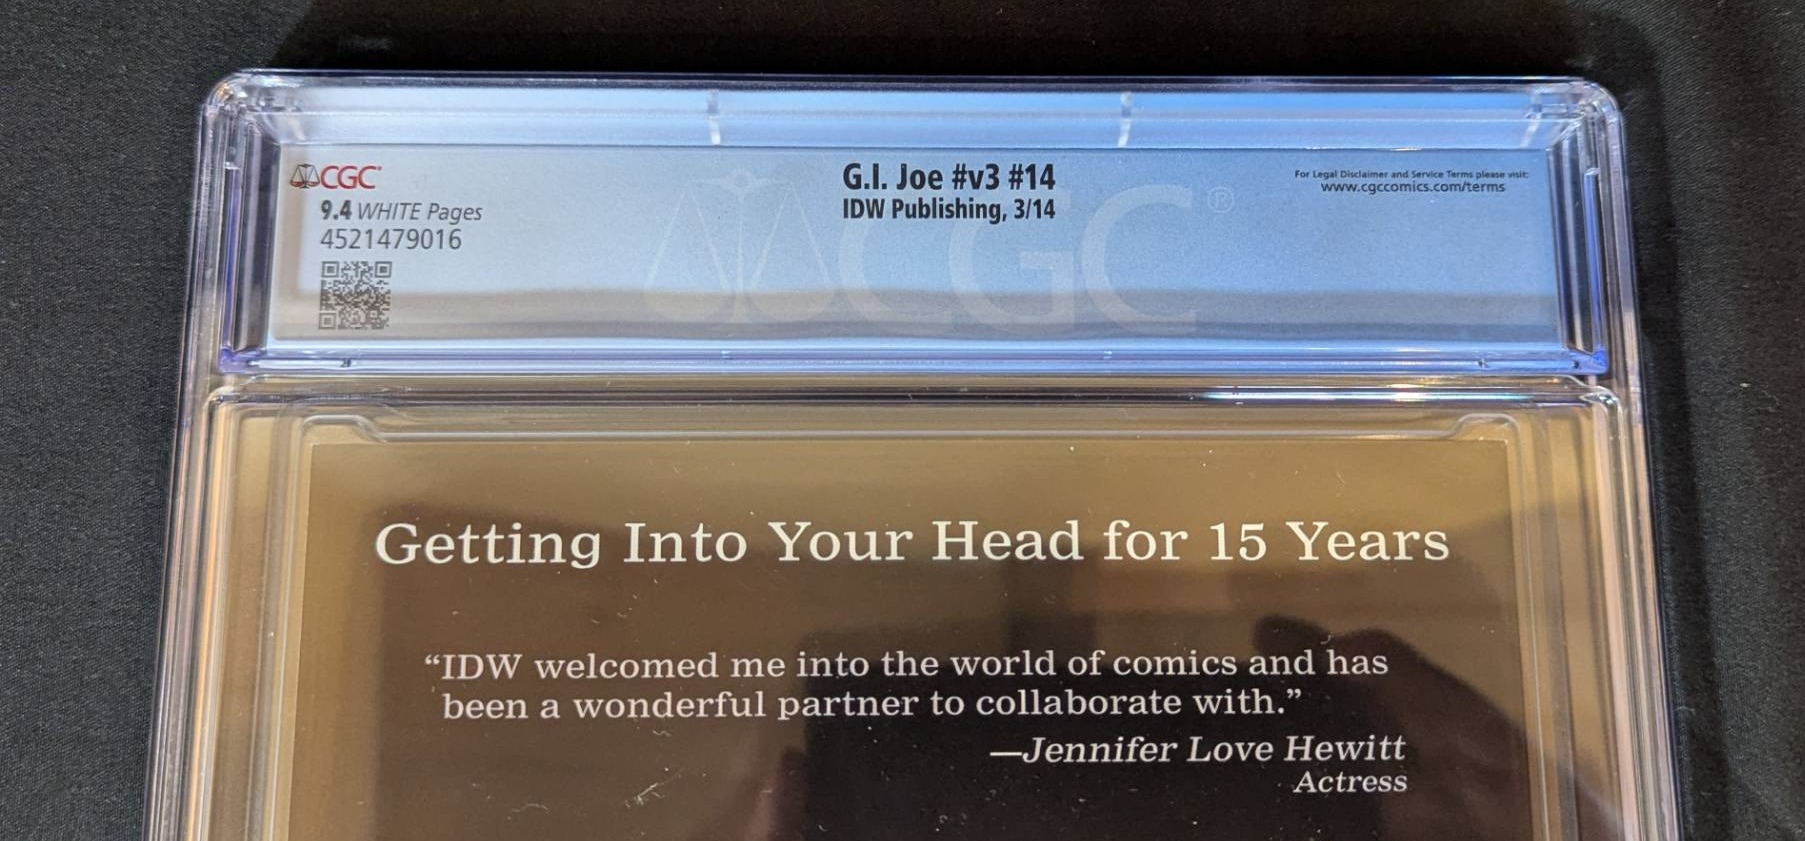 CGC
9.4 WHITE Pages
4521479016
G.I. Joe #v3 #14
IDW Publishing, 3/14
For Legal Disclaimer and Service Terms please visit:
www.cgccomics.com/terms
CGC®
Getting Into Your Head for 15 Years
“IDW welcomed me into the world of comics and has
been a wonderful partner to collaborate with.”
—Jennifer Love Hewitt
Actress